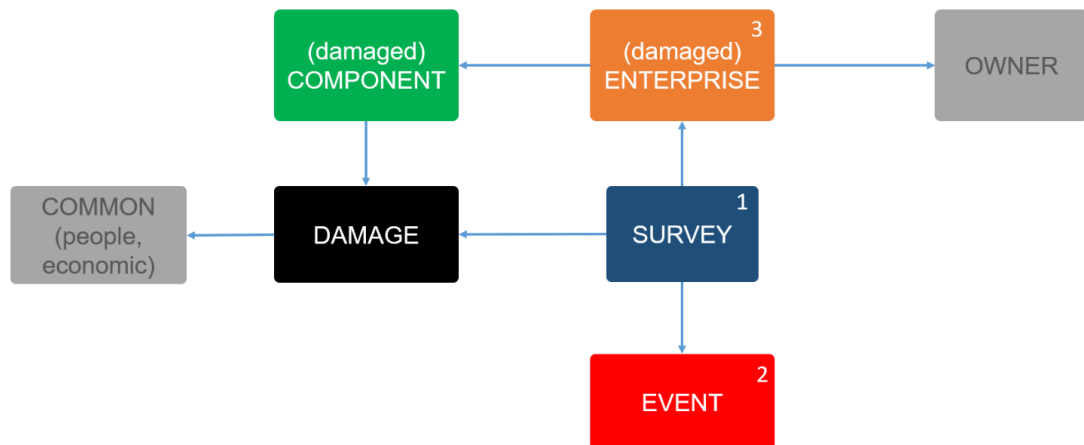 (damaged)
COMPONENT
3
(damaged)
ENTERPRISE
OWNER
COMMON
(people,
economic)
DAMAGE
1
SURVEY
2
EVENT